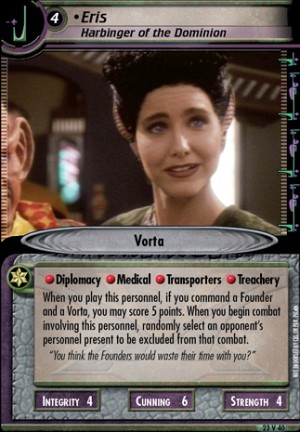 4 •Eris
Harbinger of the Dominion
Vorta
Diplomacy Medical Transporters Treachery
When you play this personnel, if you command a Founder
and a Vorta, you may score 5 points. When you begin combat
involving this personnel, randomly select an opponent's
personnel present to be excluded from that combat.
"You think the Founders would waste their time with you?"
INTEGRITY 4 CUNNING 6 STRENGTH 4
23 V 40